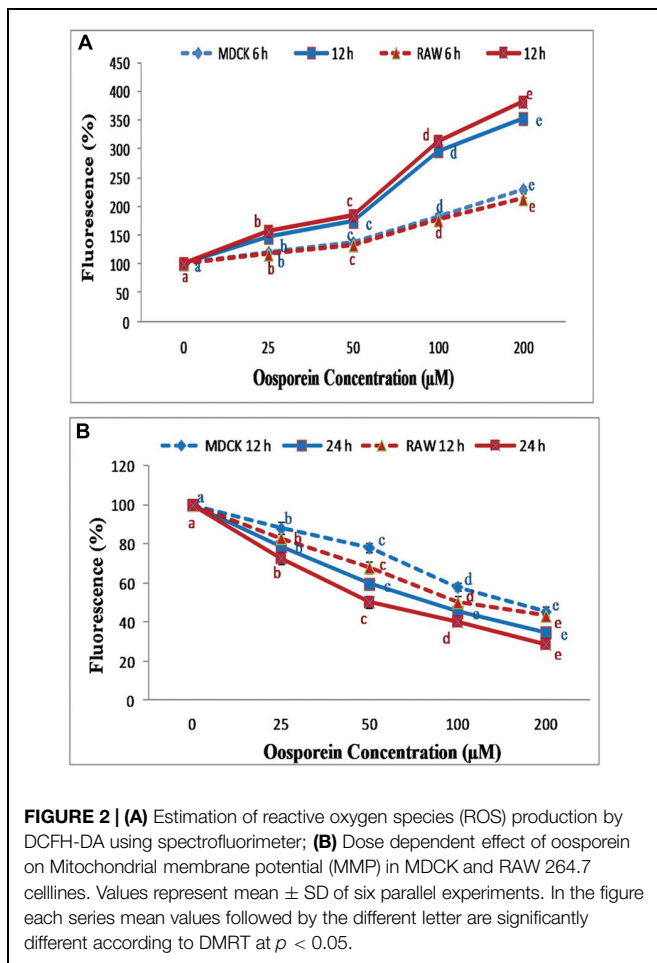 A
MDCK 6 h 12 h RAW 6 h 12 h
450
400
350
300
250
200
150
100
50
0
Fluorescence (%)
a a b b b b c c c c d d d d e e e e
0 25 50 100 200
Oosporein Concentration (µM)
B
MDCK 12 h 24 h RAW 12 h 24 h
120
100
80
60
40
20
0
Fluorescence (%)
a a b b b b c c c c d d d e e e e e
0 25 50 100 200
Oosporein Concentration (µM)
FIGURE 2 | (A) Estimation of reactive oxygen species (ROS) production by
DCFH-DA using spectrofluorimeter; (B) Dose dependent effect of oosporein
on Mitochondrial membrane potential (MMP) in MDCK and RAW 264.7
celllines. Values represent mean ± SD of six parallel experiments. In the figure
each series mean values followed by the different letter are significantly
different according to DMRT at p < 0.05.